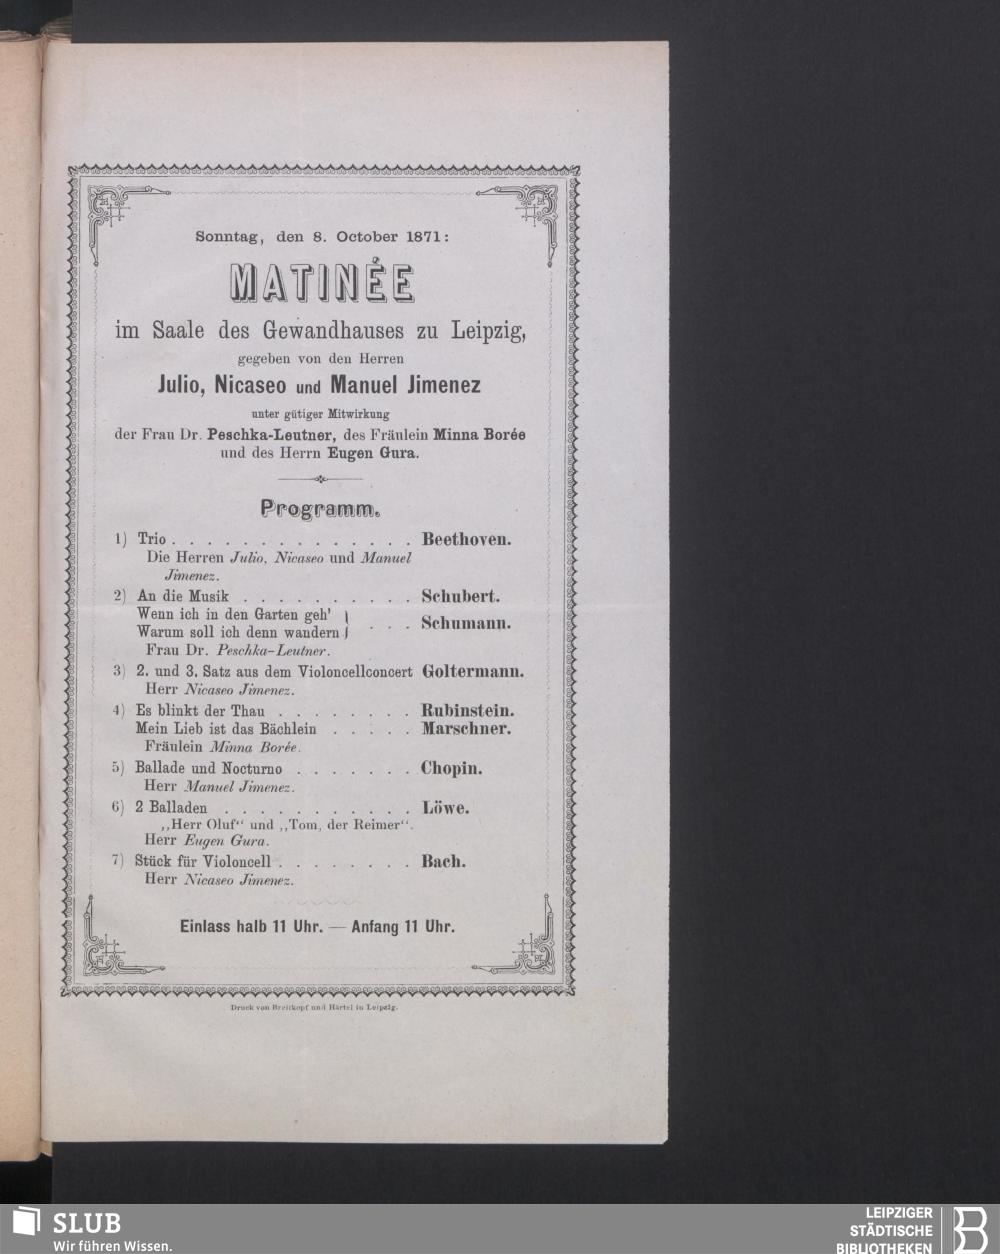 Sonntag, den 8. October 1871:
MATINÉE
im Saale des Gewandhauses zu Leipzig,
gegeben von den Herren
Julio, Nicaseo und Manuel Jimenez
unter gütiger Mitwirkung
der Frau Dr. Peschka-Leutner, des Fräulein Minna Borée
und des Herrn Eugen Gura.
Programm.
1) Trio . . . . . . . . . . . . . . Beethoven.
Die Herren Julio, Nicaseo und Manuel
Jimenez.
2) An die Musik . . . . . . . . . . Schubert.
Wenn ich in den Garten geh'
Warum soll ich denn wandern } . . . Schumann.
Frau Dr. Peschka-Leutner.
3) 2. und 3. Satz aus dem Violoncellconcert Goltermann.
Herr Nicaseo Jimenez.
4) Es blinkt der Thau . . . . . . . . Rubinstein.
Mein Lieb ist das Bächlein . . . . . Marschner.
Fräulein Minna Borée.
5) Ballade und Nocturno . . . . . . . Chopin.
Herr Manuel Jimenez.
6) 2 Balladen . . . . . . . . . . . Löwe.
„Herr Oluf“ und „Tom, der Reimer“.
Herr Eugen Gura.
7) Stück für Violoncell . . . . . . . . Bach.
Herr Nicaseo Jimenez.
Einlass halb 11 Uhr. — Anfang 11 Uhr.
Druck von Breitkopf und Härtel in Leipzig.
SLUB
Wir führen Wissen.
LEIPZIGER
STÄDTISCHE
BIBLIOTHEKEN